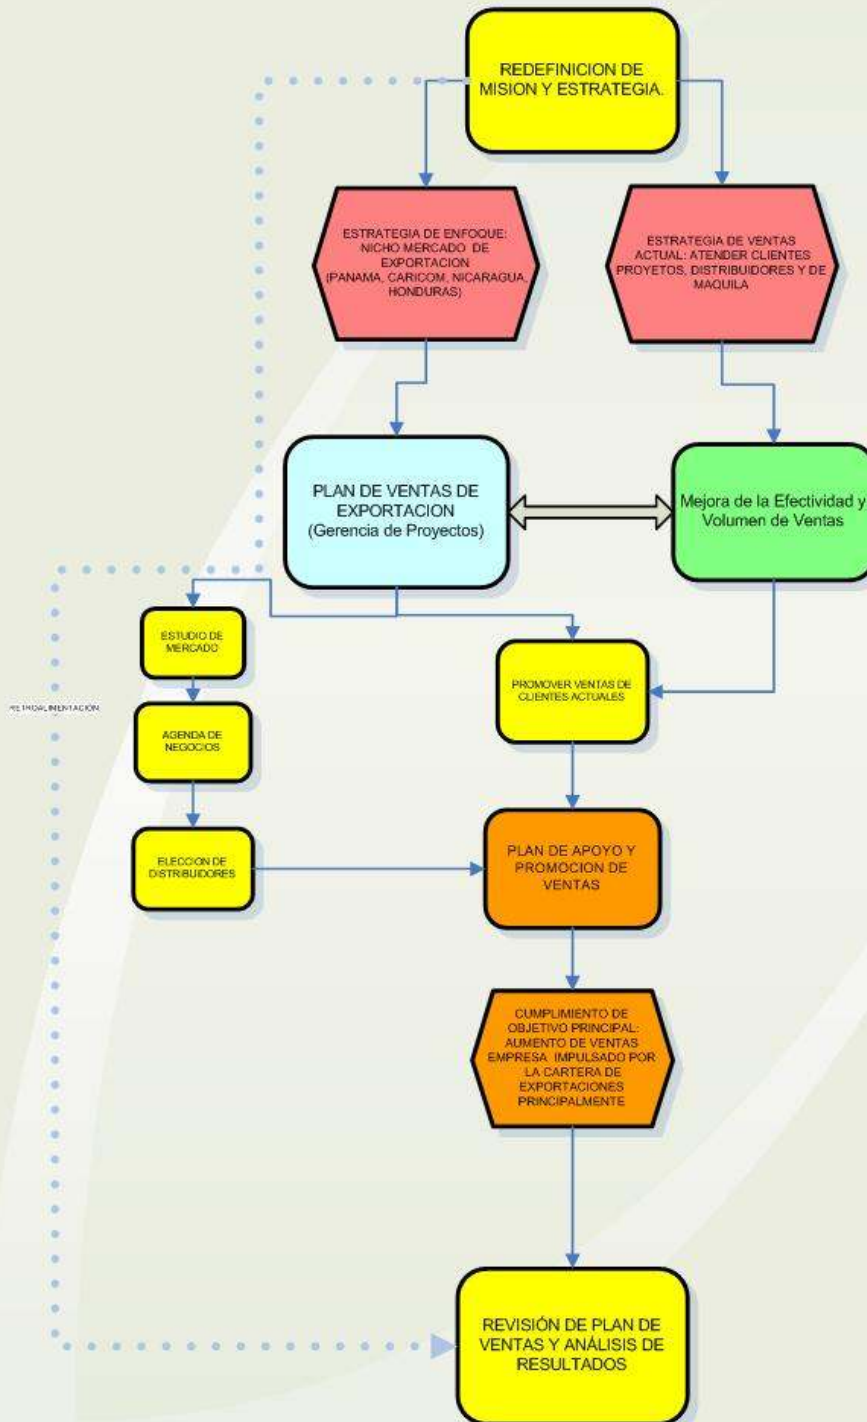 REDEFINICION DE
MISION Y ESTRATEGIA.
ESTRATEGIA DE ENFOQUE:
NICHO MERCADO DE
EXPORTACION
(PANAMA, CARICOM, NICARAGUA,
HONDURAS)
ESTRATEGIA DE VENTAS
ACTUAL: ATENDER CLIENTES
PROYETOS, DISTRIBUIDORES Y DE
MAQUILA
PLAN DE VENTAS DE
EXPORTACION
(Gerencia de Proyectos)
Mejora de la Efectividad y
Volumen de Ventas
ESTUDIO DE
MERCADO
PROMOVER VENTAS DE
CLIENTES ACTUALES
RETROALIMENTACIÓN
AGENDA DE
NEGOCIOS
ELECCION DE
DISTRIBUIDORES
PLAN DE APOYO Y
PROMOCION DE
VENTAS
CUMPLIMIENTO DE
OBJETIVO PRINCIPAL:
AUMENTO DE VENTAS
EMPRESA IMPULSADO POR
LA CARTERA DE
EXPORTACIONES
PRINCIPALMENTE
REVISIÓN DE PLAN DE
VENTAS Y ANÁLISIS DE
RESULTADOS